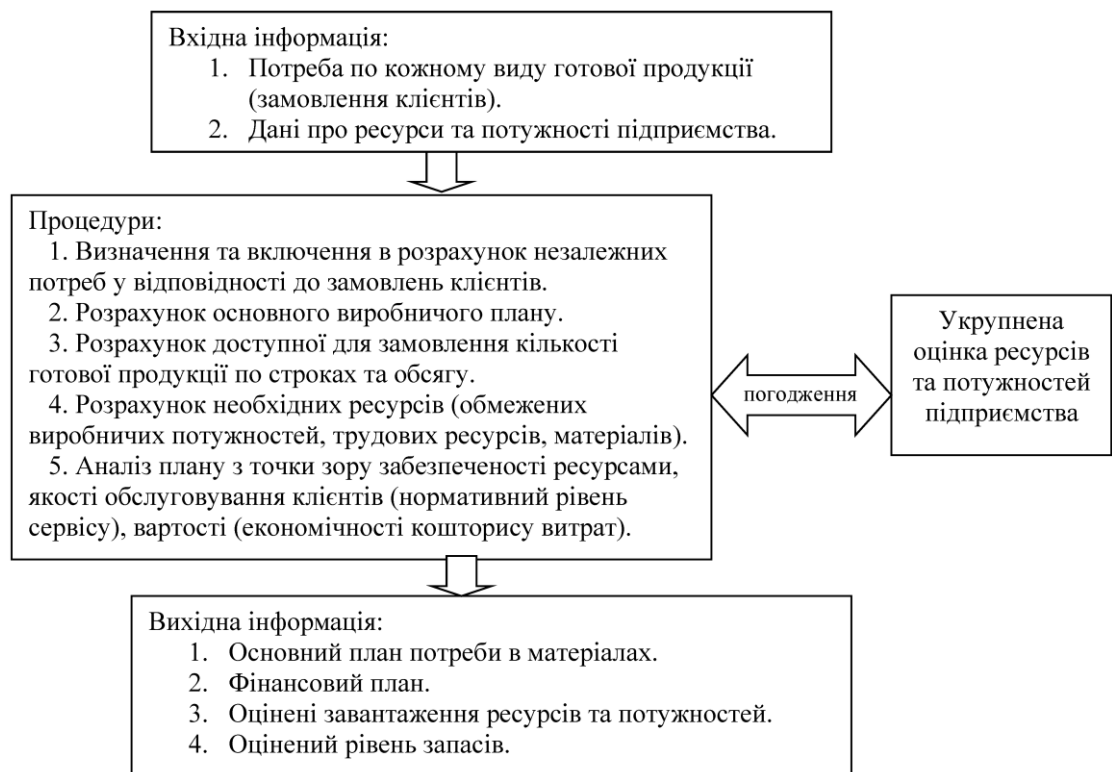 Вхідна інформація:
1. Потреба по кожному виду готової продукції
(замовлення клієнтів).
2. Дані про ресурси та потужності підприємства.
Процедури:
1. Визначення та включення в розрахунок незалежних
потреб у відповідності до замовлень клієнтів.
2. Розрахунок основного виробничого плану.
3. Розрахунок доступної для замовлення кількості
готової продукції по строках та обсягу.
4. Розрахунок необхідних ресурсів (обмежених
виробничих потужностей, трудових ресурсів, матеріалів).
5. Аналіз плану з точки зору забезпеченості ресурсами,
якості обслуговування клієнтів (нормативний рівень
сервісу), вартості (економічності кошторису витрат).
погодження
Укрупнена
оцінка ресурсів
та потужностей
підприємства
Вихідна інформація:
1. Основний план потреби в матеріалах.
2. Фінансовий план.
3. Оцінені завантаження ресурсів та потужностей.
4. Оцінений рівень запасів.